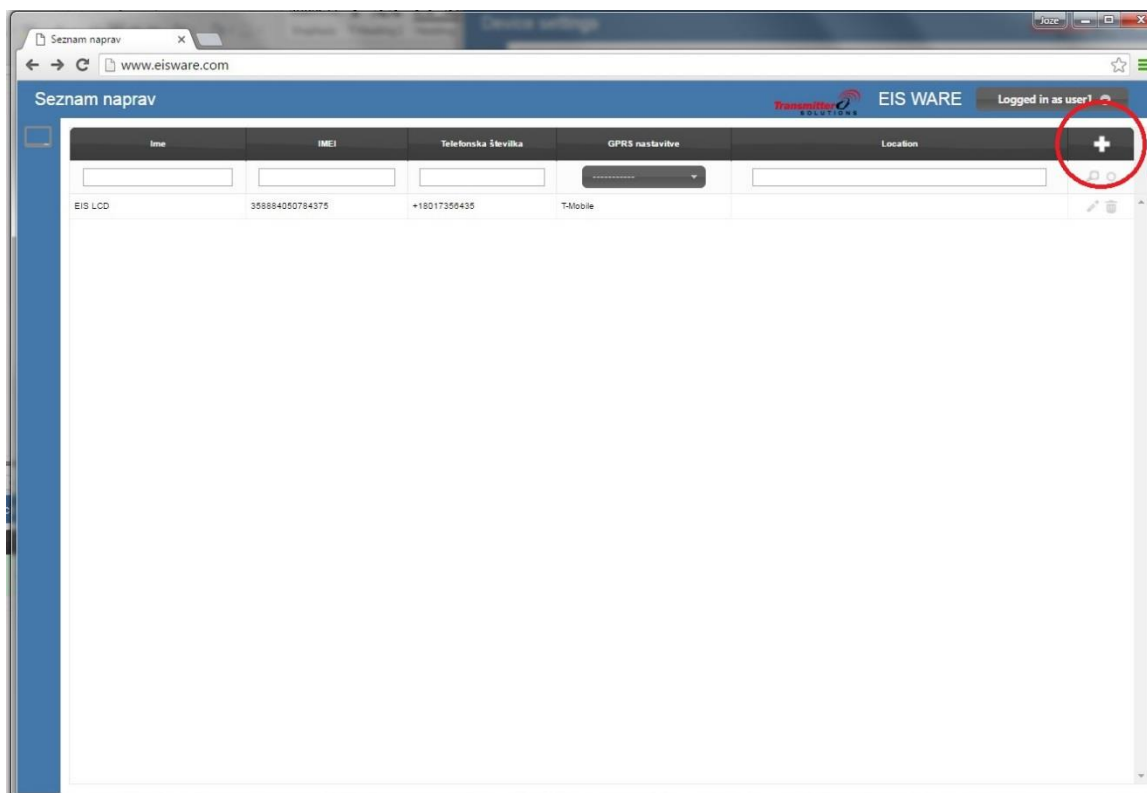 Device settings
Joze
Seznam naprav
www.eisware.com
Seznam naprav
Transmitter SOLUTIONS
EIS WARE
Logged in as user1
Ime IMEI Telefonska številka GPRS nastavitve Location
-----------
EIS LCD 358884050784375 +18017356435 T-Mobile